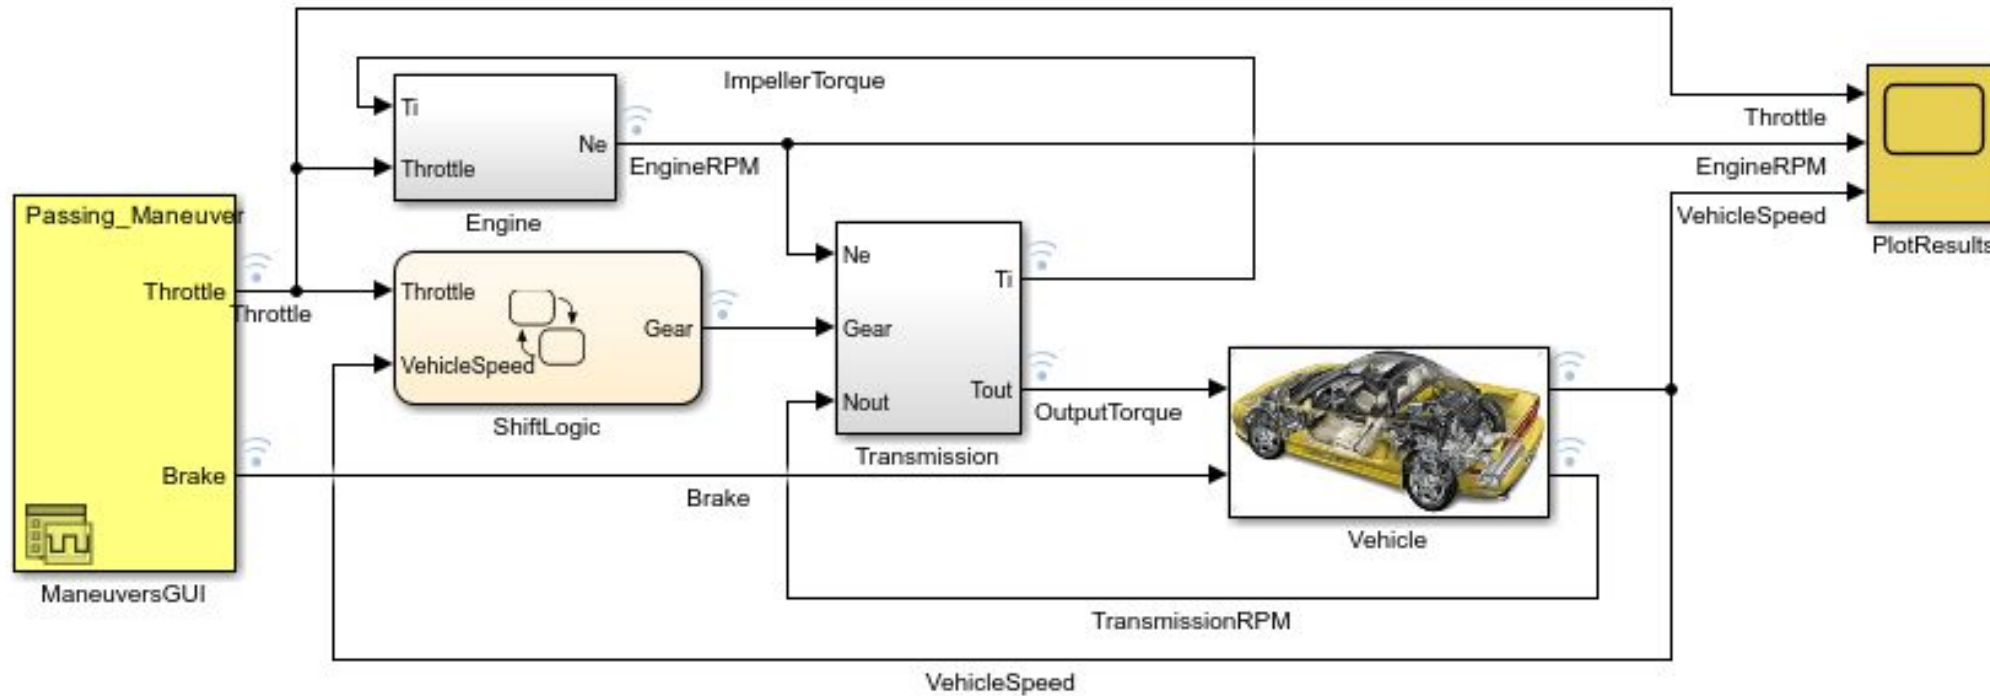 ImpellerTorque
Ti
Throttle
Ne
EngineRPM
Engine
Throttle
EngineRPM
VehicleSpeed
PlotResults
Passing_Maneuver
Throttle
Throttle
Brake
ManeuversGUI
Throttle
VehicleSpeed
Gear
ShiftLogic
Ne
Gear
Nout
Ti
Tout
Transmission
OutputTorque
Brake
Vehicle
TransmissionRPM
VehicleSpeed